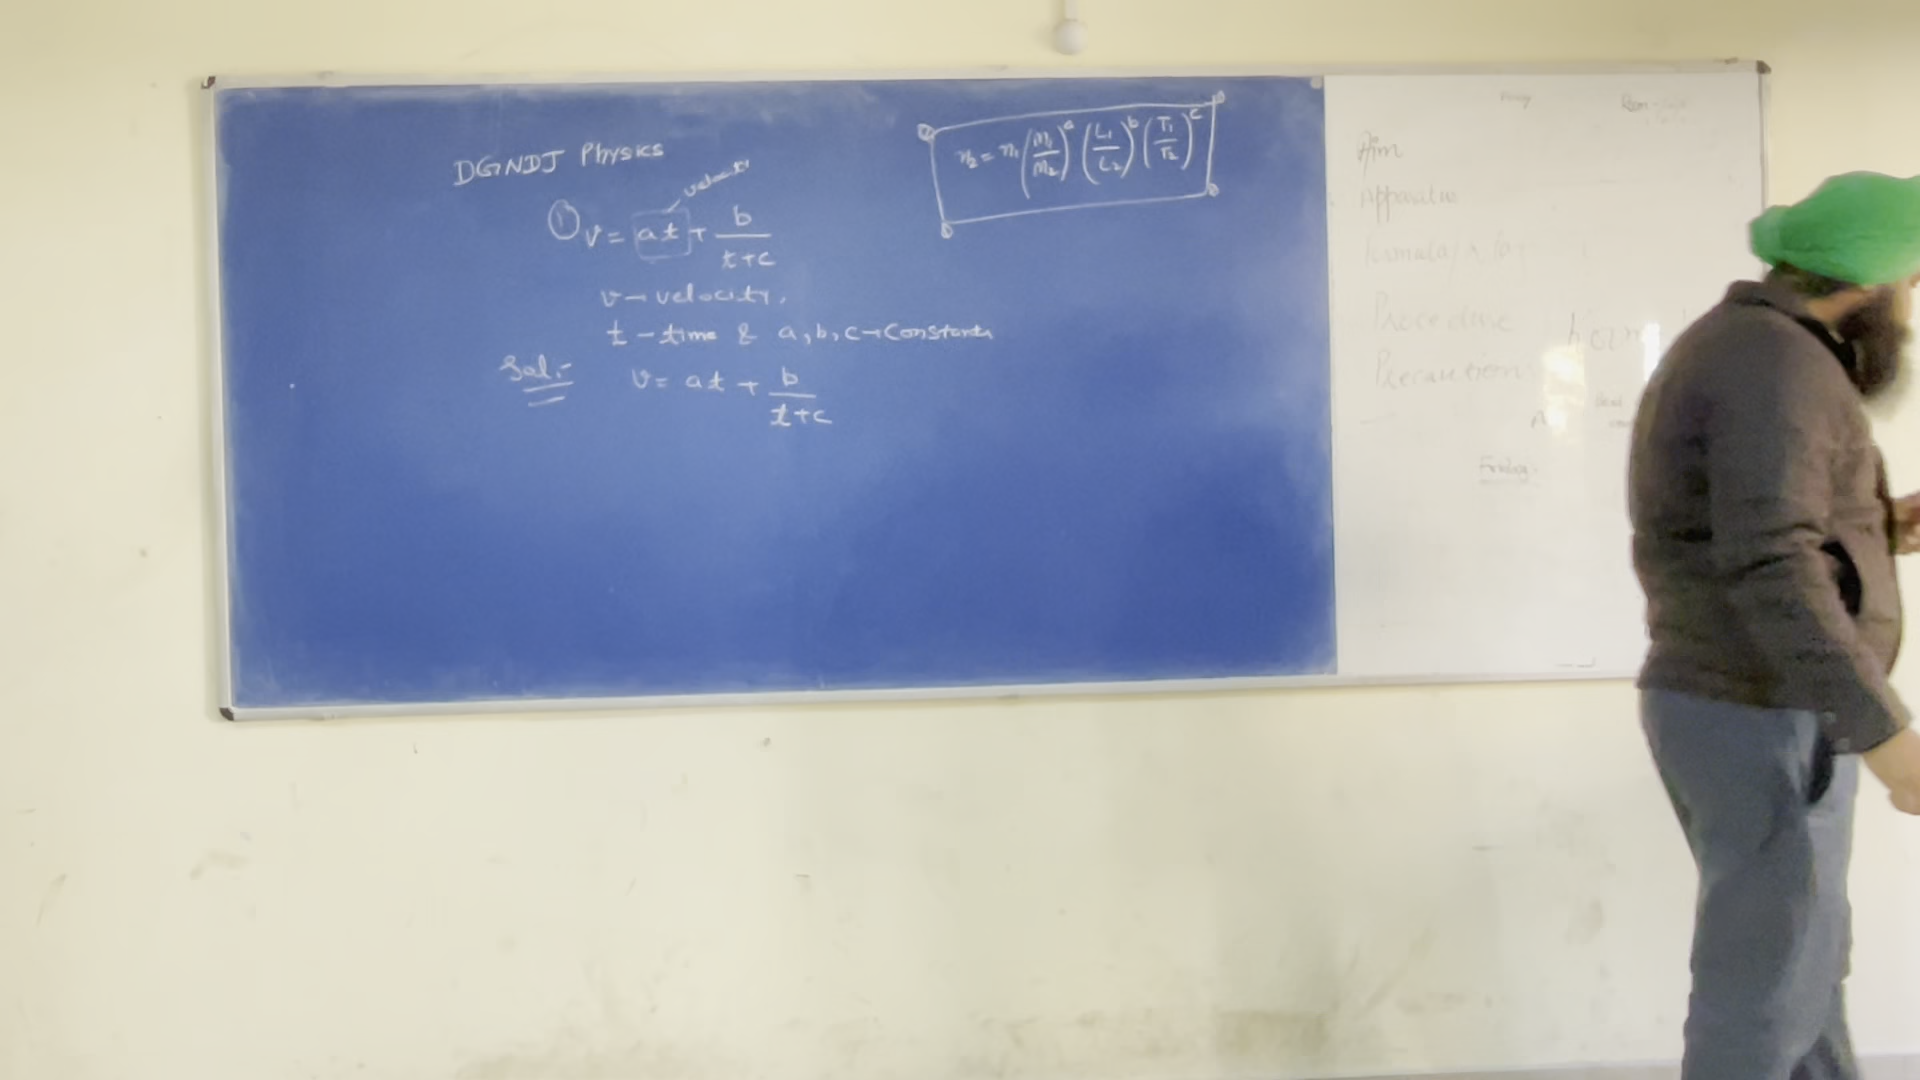 DGNDJ Physics
velocity
① v = at + b/(t+c)
v → velocity,
t – time & a, b, c → Constants
Sol:- v = at + b/(t+c)
n₂ = n₁ (M₁/M₂)^a (L₁/L₂)^b (T₁/T₂)^c
Aim
Apparatus
Procedure
Precautions